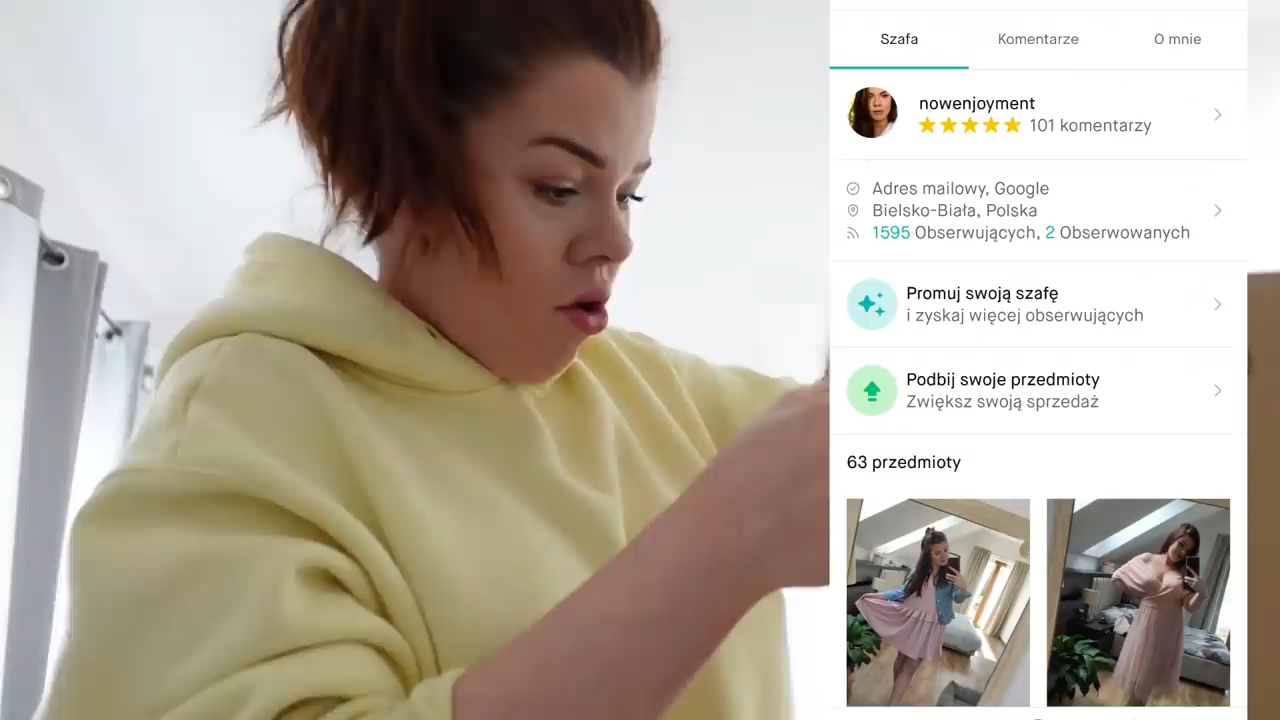 Szafa
Komentarze
O mnie
nowenjoyment
101 komentarzy
Adres mailowy, Google
Bielsko-Biała, Polska
1595 Obserwujących, 2 Obserwowanych
Promuj swoją szafę
i zyskaj więcej obserwujących
Podbij swoje przedmioty
Zwiększ swoją sprzedaż
63 przedmioty